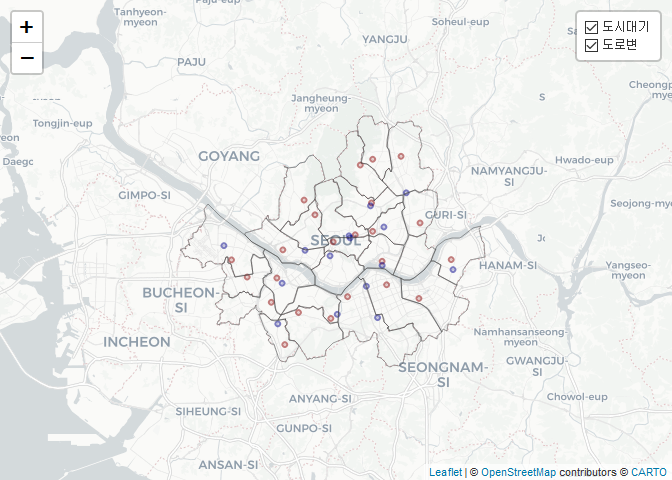 Tanhyeon-
myeon
Paju-eup
Soheul-eup
+
−
도시대기
도로변
YANGJU
PAJU
Jangheung-
myeon
Tongjin-eup
Daegc
GOYANG
Hwado-eup
NAMYANGJU-
SI
GIMPO-SI
Seojong-my
GURI-SI
SEOUL
HANAM-SI
Yangseo-
myeon
BUCHEON-
SI
INCHEON
Namhansanseong-
myeon
GWANGJU-
SI
SEONGNAM-
SI
Chowol-eup
ANYANG-SI
SIHEUNG-SI
GUNPO-SI
ANSAN-SI
Leaflet | © OpenStreetMap contributors © CARTO